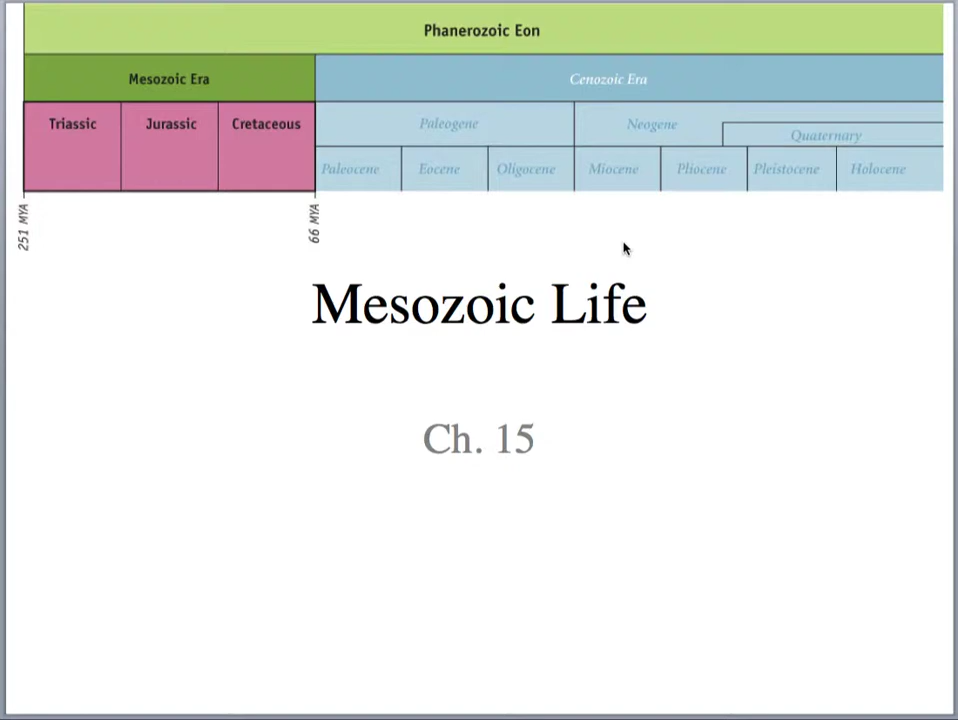 Phanerozoic Eon
Mesozoic Era
Cenozoic Era
Triassic
Jurassic
Cretaceous
Paleogene
Neogene
Quaternary
Paleocene
Eocene
Oligocene
Miocene
Pliocene
Pleistocene
Holocene
251 MYA
66 MYA
Mesozoic Life
Ch. 15